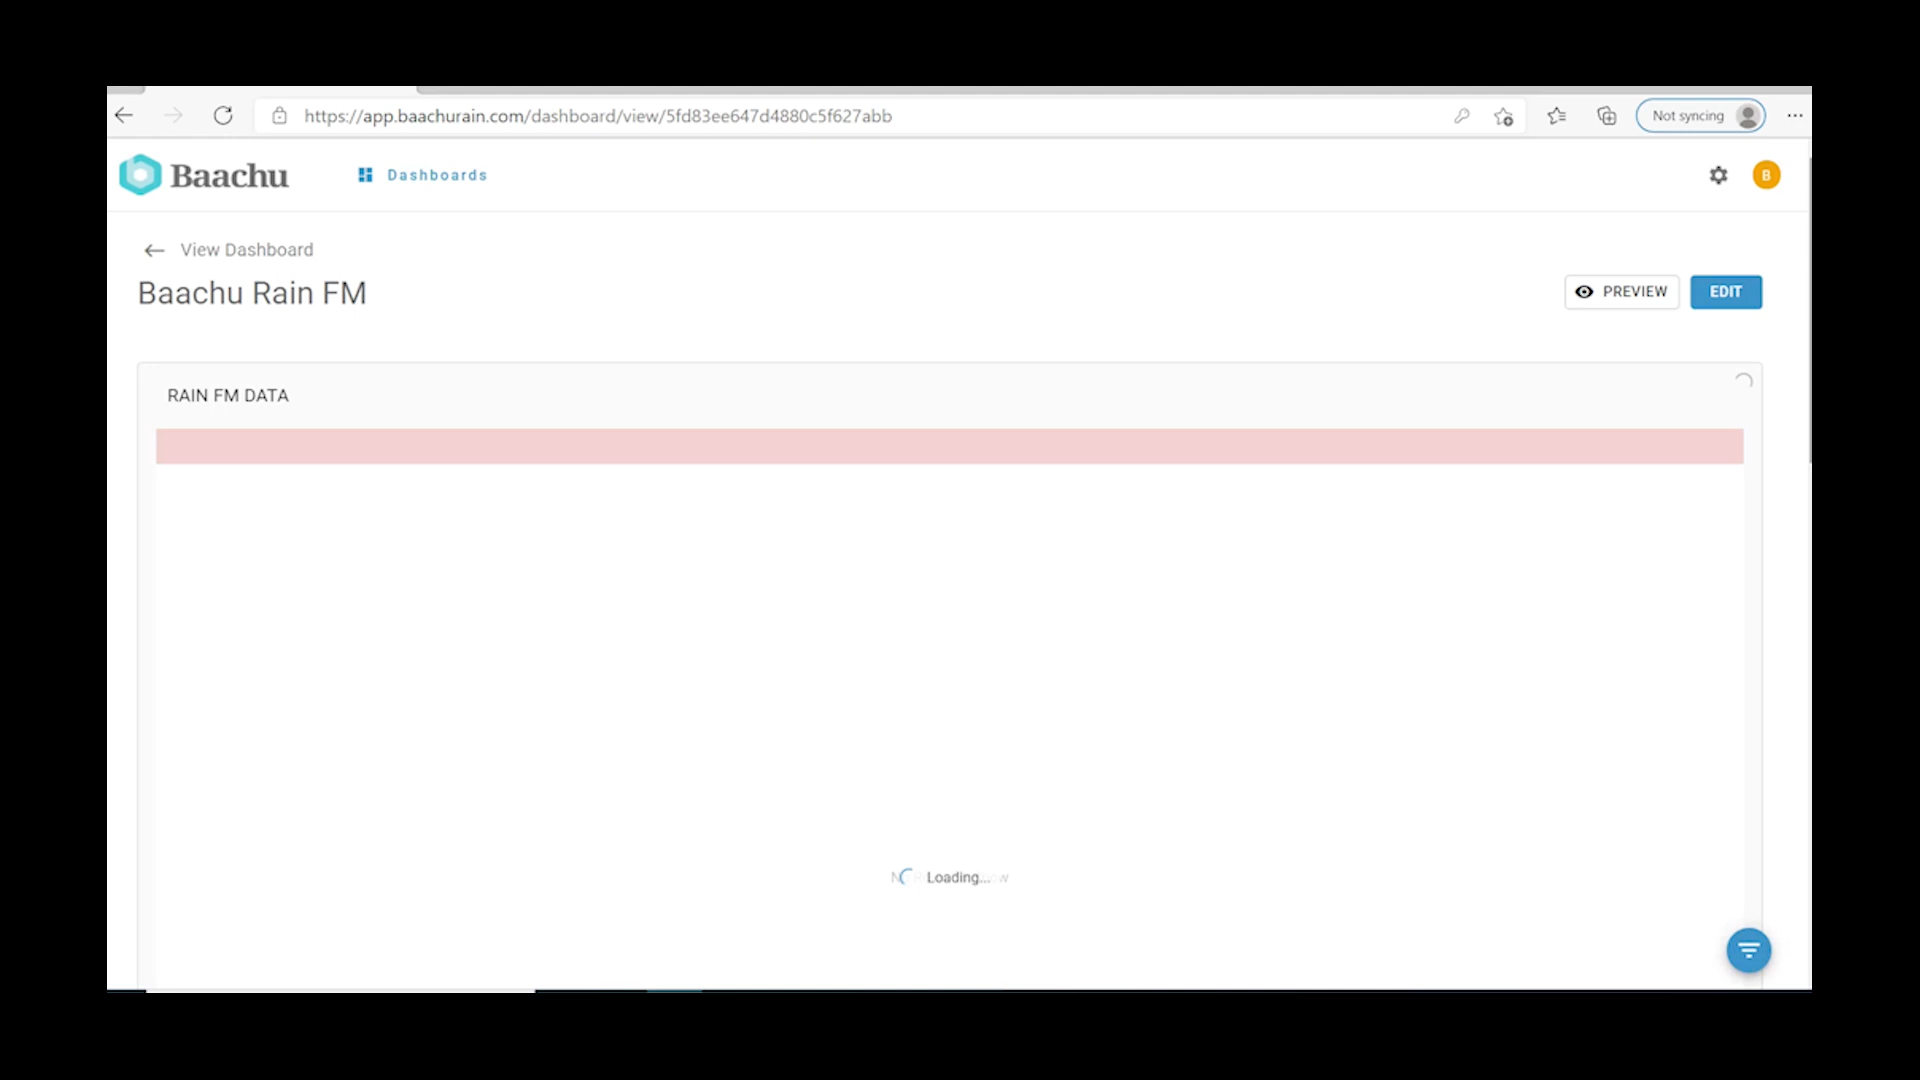 https://app.baachurain.com/dashboard/view/5fd83ee647d4880c5f627abb
Not syncing
Baachu
Dashboards
B
View Dashboard
Baachu Rain FM
PREVIEW
EDIT
RAIN FM DATA
Loading...